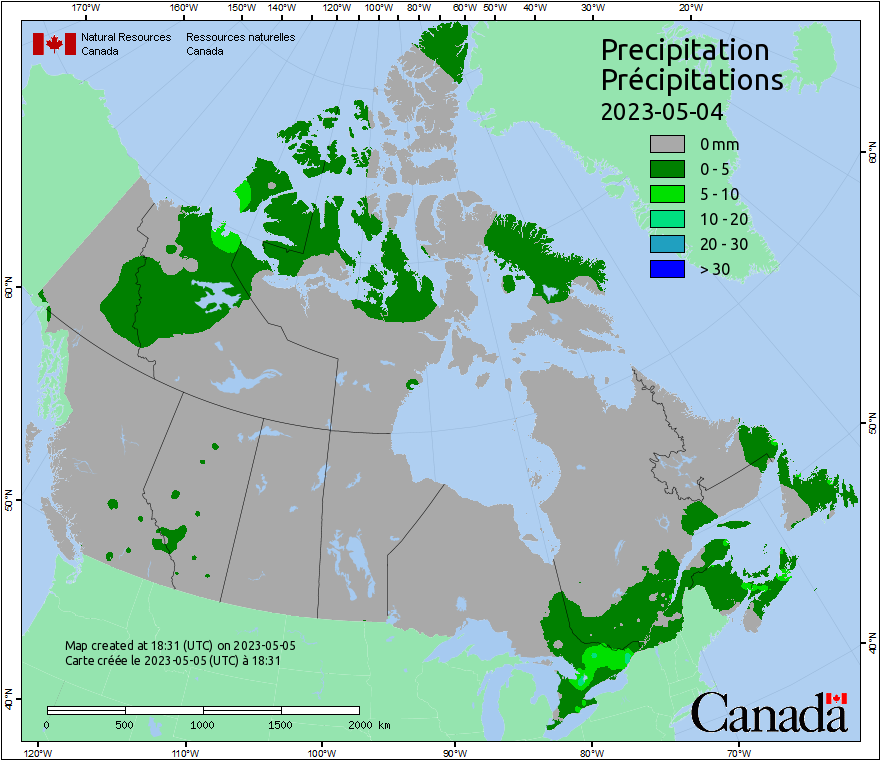 170°W 160°W 150°W 140°W 130°W 120°W 110°W 100°W 90°W 80°W 70°W 60°W 50°W 40°W 30°W 20°W
Natural Resources Canada
Ressources naturelles Canada
Precipitation
Précipitations
2023-05-04
0 mm
0 - 5
5 - 10
10 - 20
20 - 30
> 30
60°N
50°N
40°N
60°N
50°N
40°N
Map created at 18:31 (UTC) on 2023-05-05
Carte créée le 2023-05-05 (UTC) à 18:31
0 500 1000 1500 2000 km
Canada
120°W 110°W 100°W 90°W 80°W 70°W